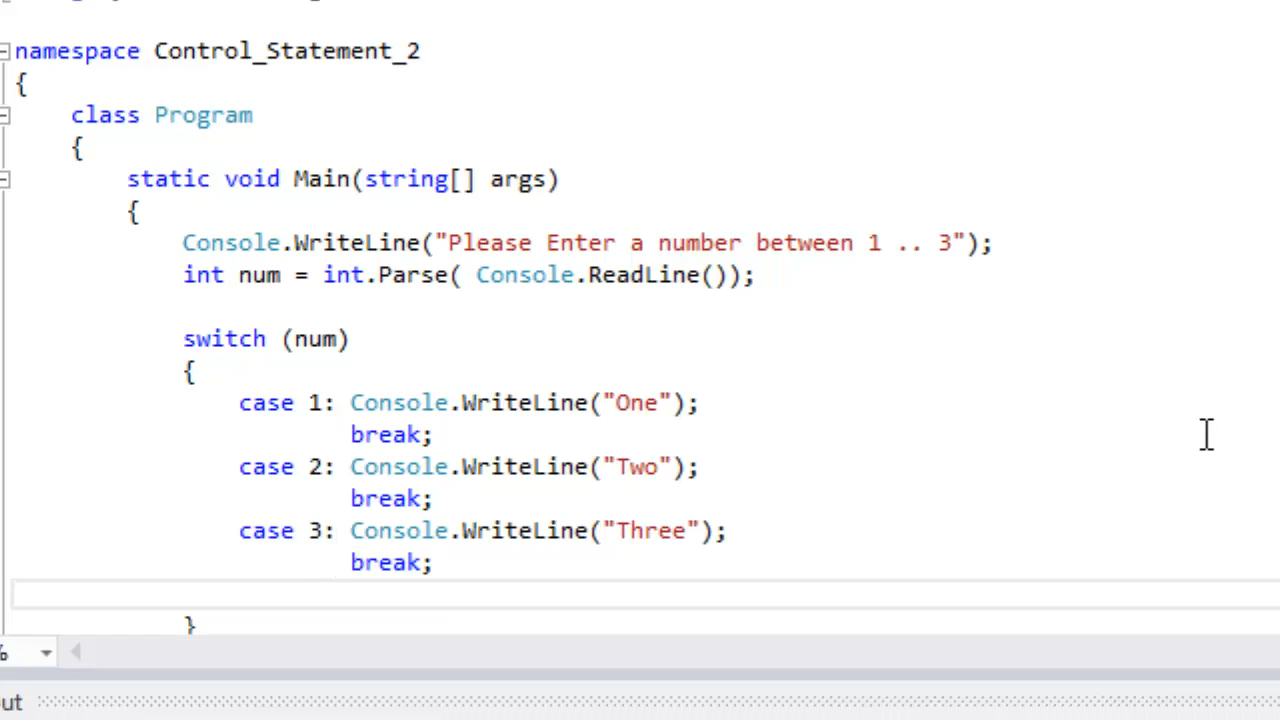 namespace Control_Statement_2
{
class Program
{
static void Main(string[] args)
{
Console.WriteLine("Please Enter a number between 1 .. 3");
int num = int.Parse( Console.ReadLine());
switch (num)
{
case 1: Console.WriteLine("One");
break;
case 2: Console.WriteLine("Two");
break;
case 3: Console.WriteLine("Three");
break;
}